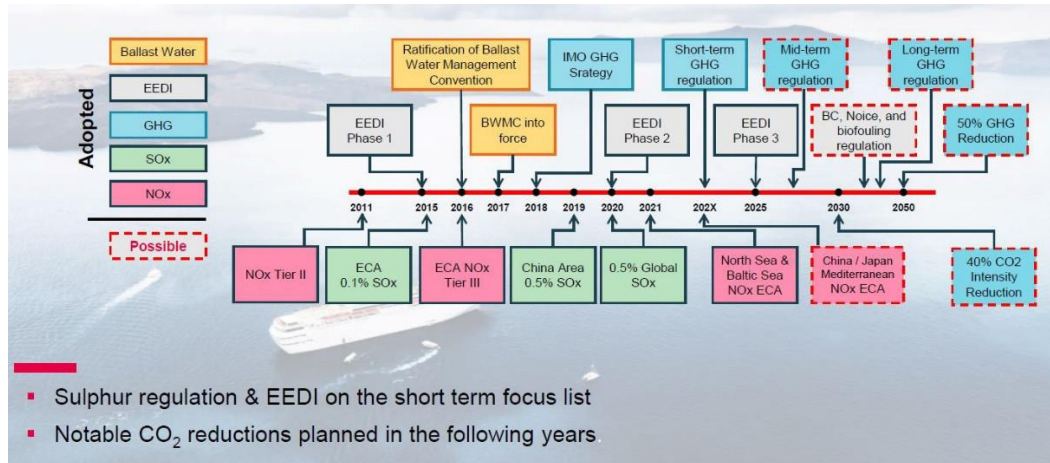 Adopted
Ballast Water
EEDI
GHG
SOx
NOx
Possible
Ratification of Ballast
Water Management
Convention
IMO GHG
Srategy
Short-term
GHG
regulation
Mid-term
GHG
regulation
Long-term
GHG
regulation
EEDI
Phase 1
BWMC into
force
EEDI
Phase 2
EEDI
Phase 3
BC, Noice, and
biofouling
regulation
50% GHG
Reduction
2011 2015 2016 2017 2018 2019 2020 2021 202X 2025 2030 2050
NOx Tier II
ECA
0.1% SOx
ECA NOx
Tier III
China Area
0.5% SOx
0.5% Global
SOx
North Sea &
Baltic Sea
NOx ECA
China / Japan
Mediterranean
NOx ECA
40% CO2
Intensity
Reduction
▪ Sulphur regulation & EEDI on the short term focus list
▪ Notable CO₂ reductions planned in the following years